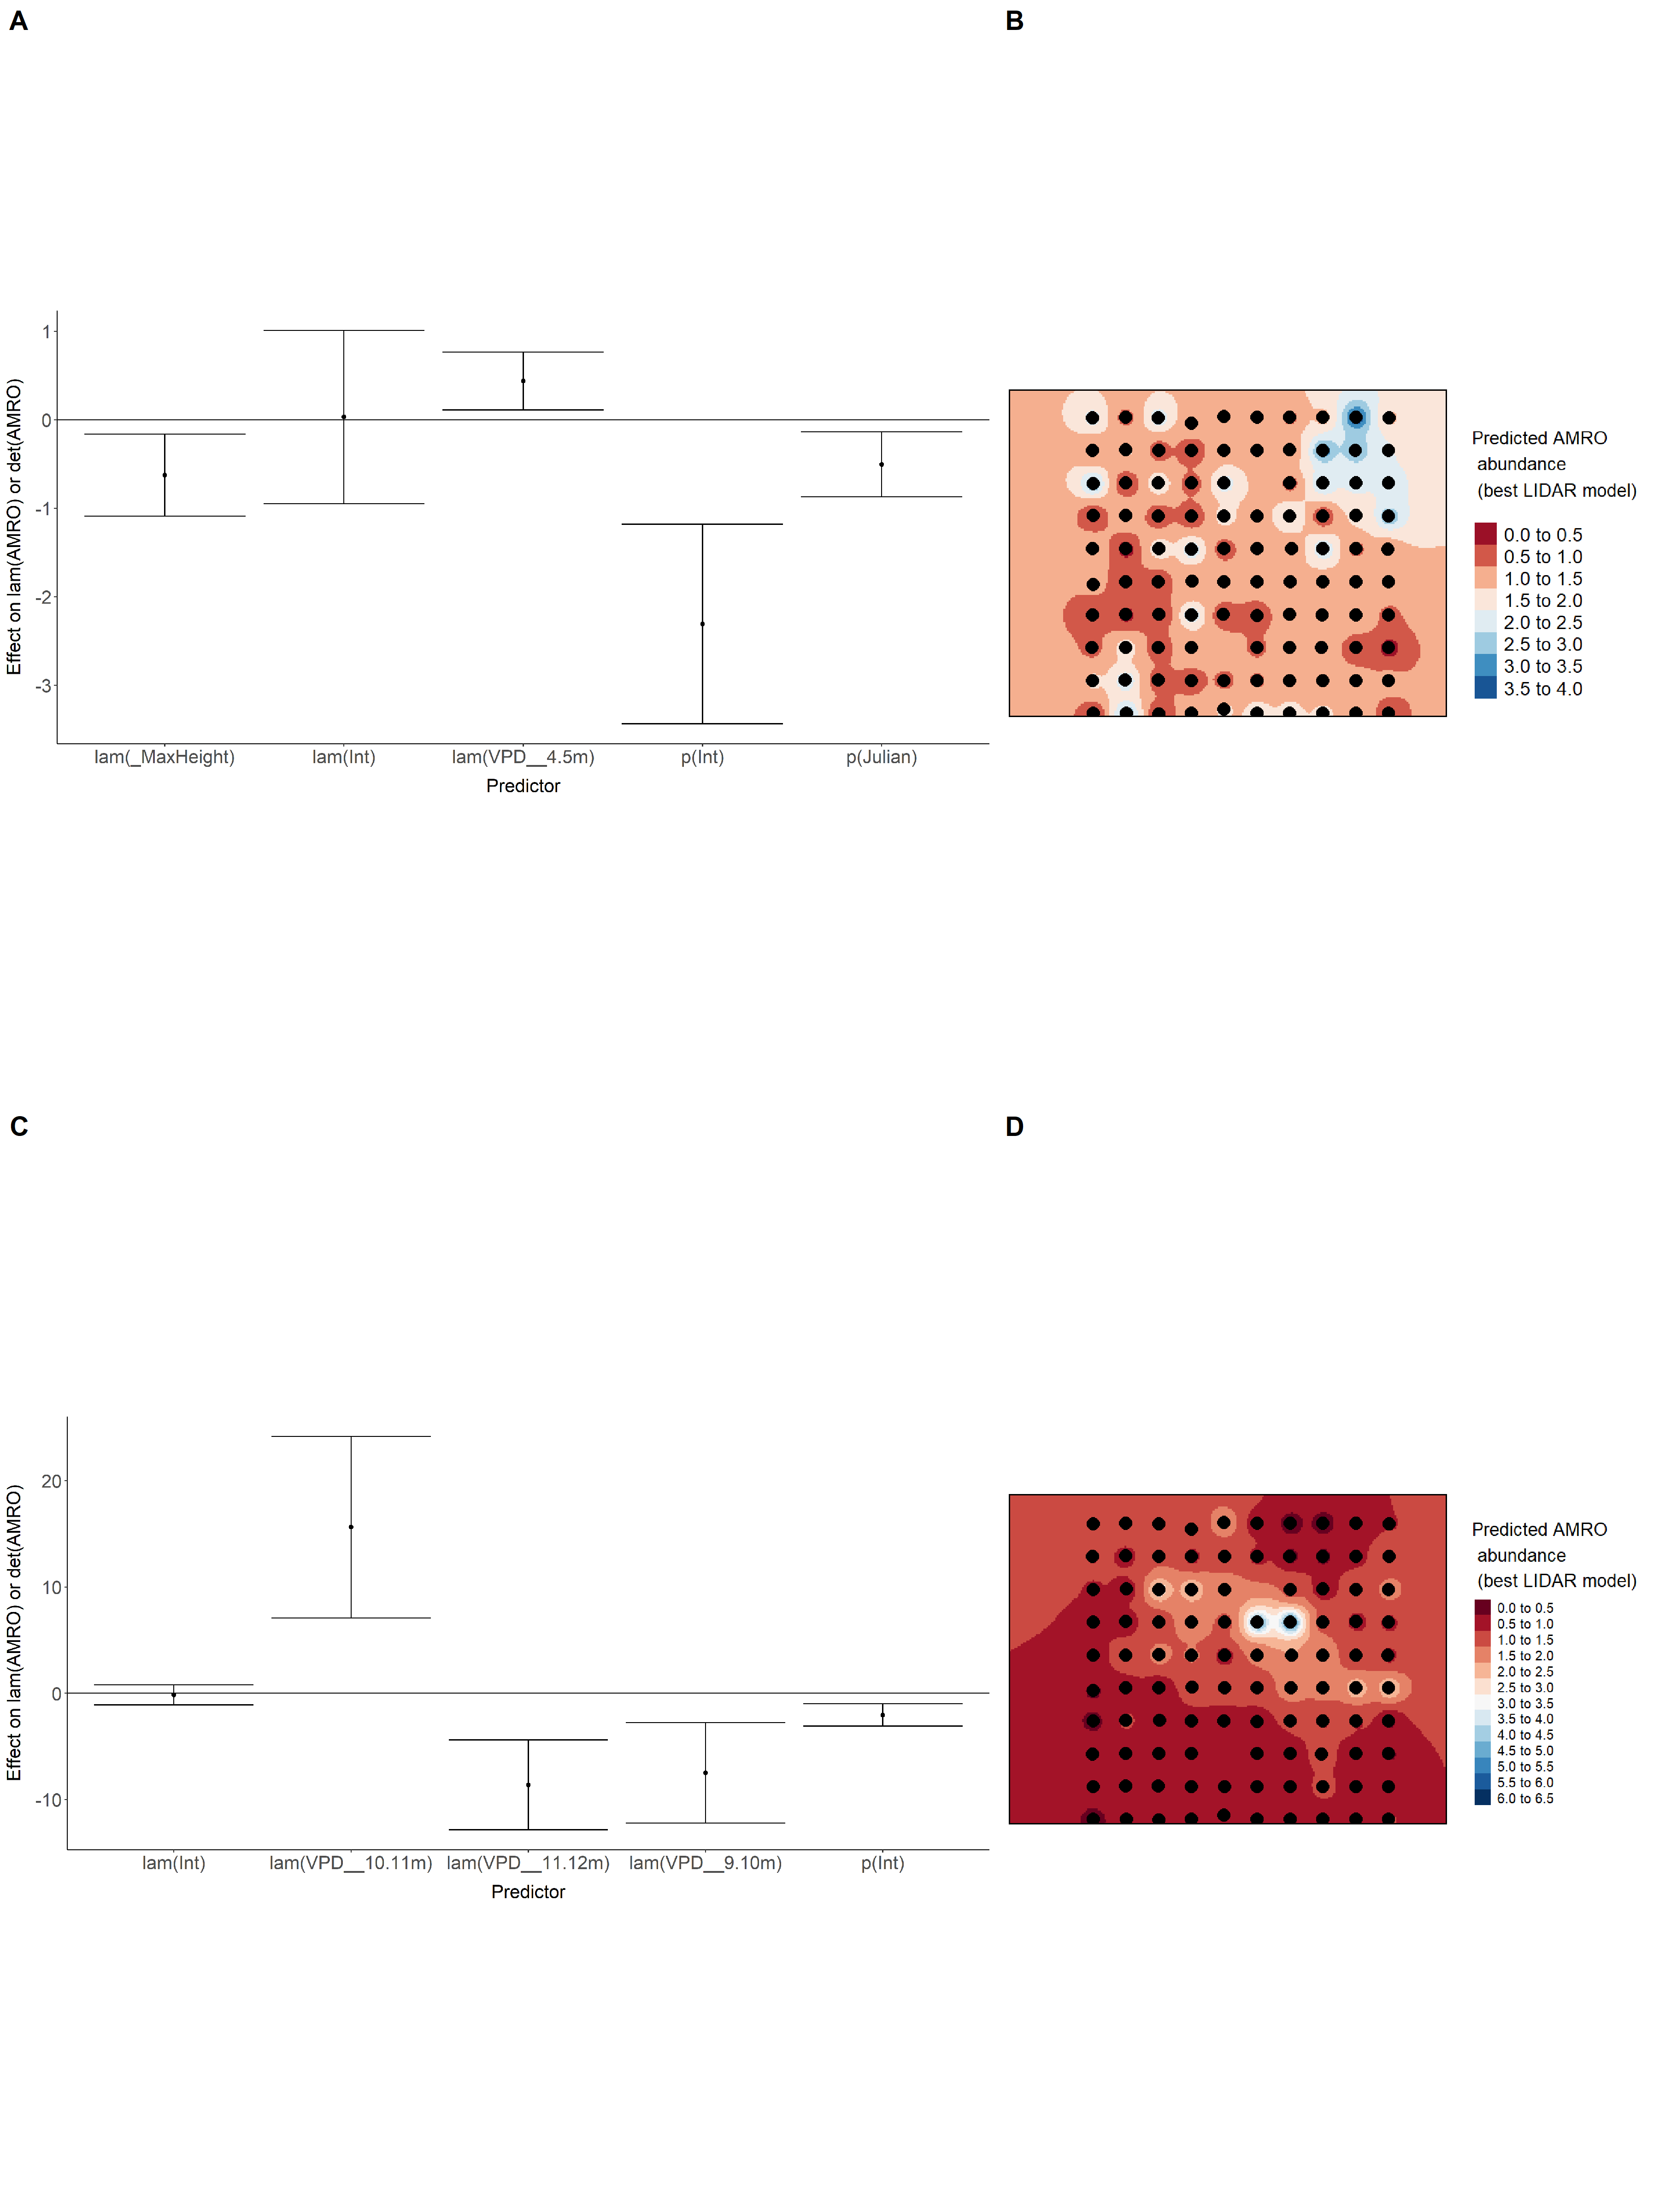 A
B
Effect on lam(AMRO) or det(AMRO)
1
0
-1
-2
-3
lam(_MaxHeight)
lam(Int)
lam(VPD__4.5m)
p(Int)
p(Julian)
Predictor
Predicted AMRO
abundance
(best LIDAR model)
0.0 to 0.5
0.5 to 1.0
1.0 to 1.5
1.5 to 2.0
2.0 to 2.5
2.5 to 3.0
3.0 to 3.5
3.5 to 4.0
C
D
Effect on lam(AMRO) or det(AMRO)
20
10
0
-10
lam(Int)
lam(VPD__10.11m)
lam(VPD__11.12m)
lam(VPD__9.10m)
p(Int)
Predictor
Predicted AMRO
abundance
(best LIDAR model)
0.0 to 0.5
0.5 to 1.0
1.0 to 1.5
1.5 to 2.0
2.0 to 2.5
2.5 to 3.0
3.0 to 3.5
3.5 to 4.0
4.0 to 4.5
4.5 to 5.0
5.0 to 5.5
5.5 to 6.0
6.0 to 6.5